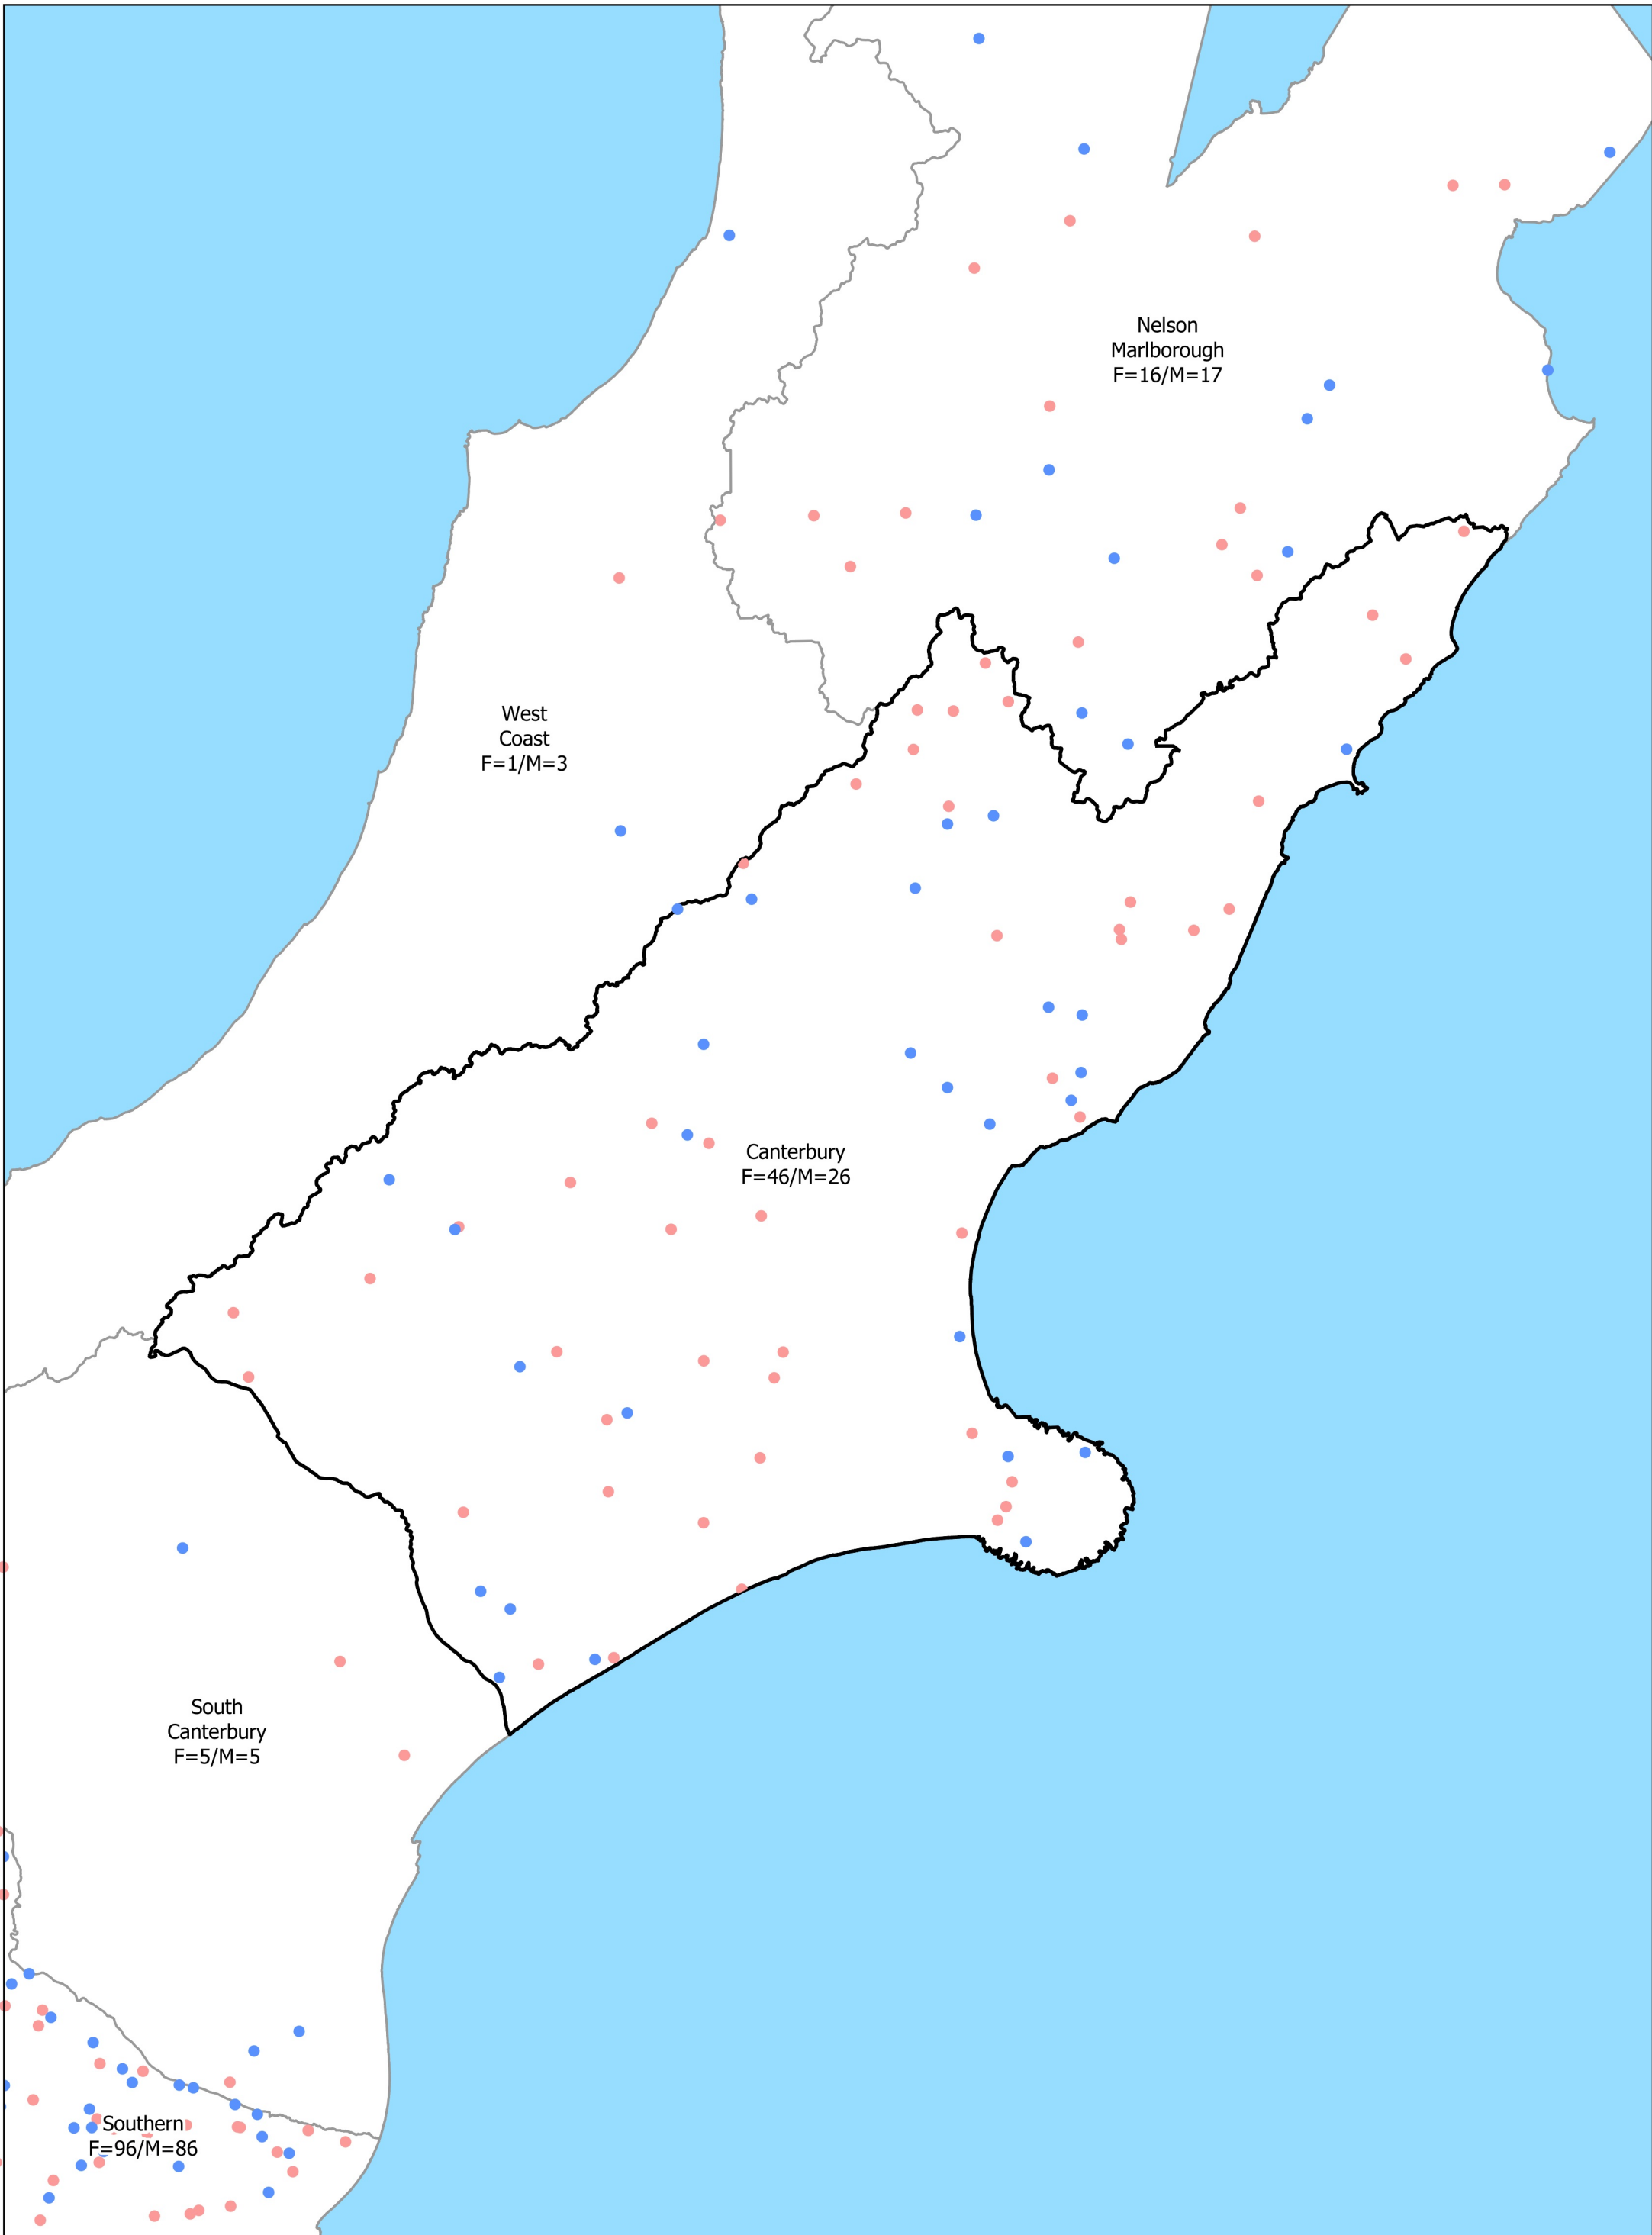 Nelson
Marlborough
F=16/M=17
West
Coast
F=1/M=3
Canterbury
F=46/M=26
South
Canterbury
F=5/M=5
Southern
F=96/M=86